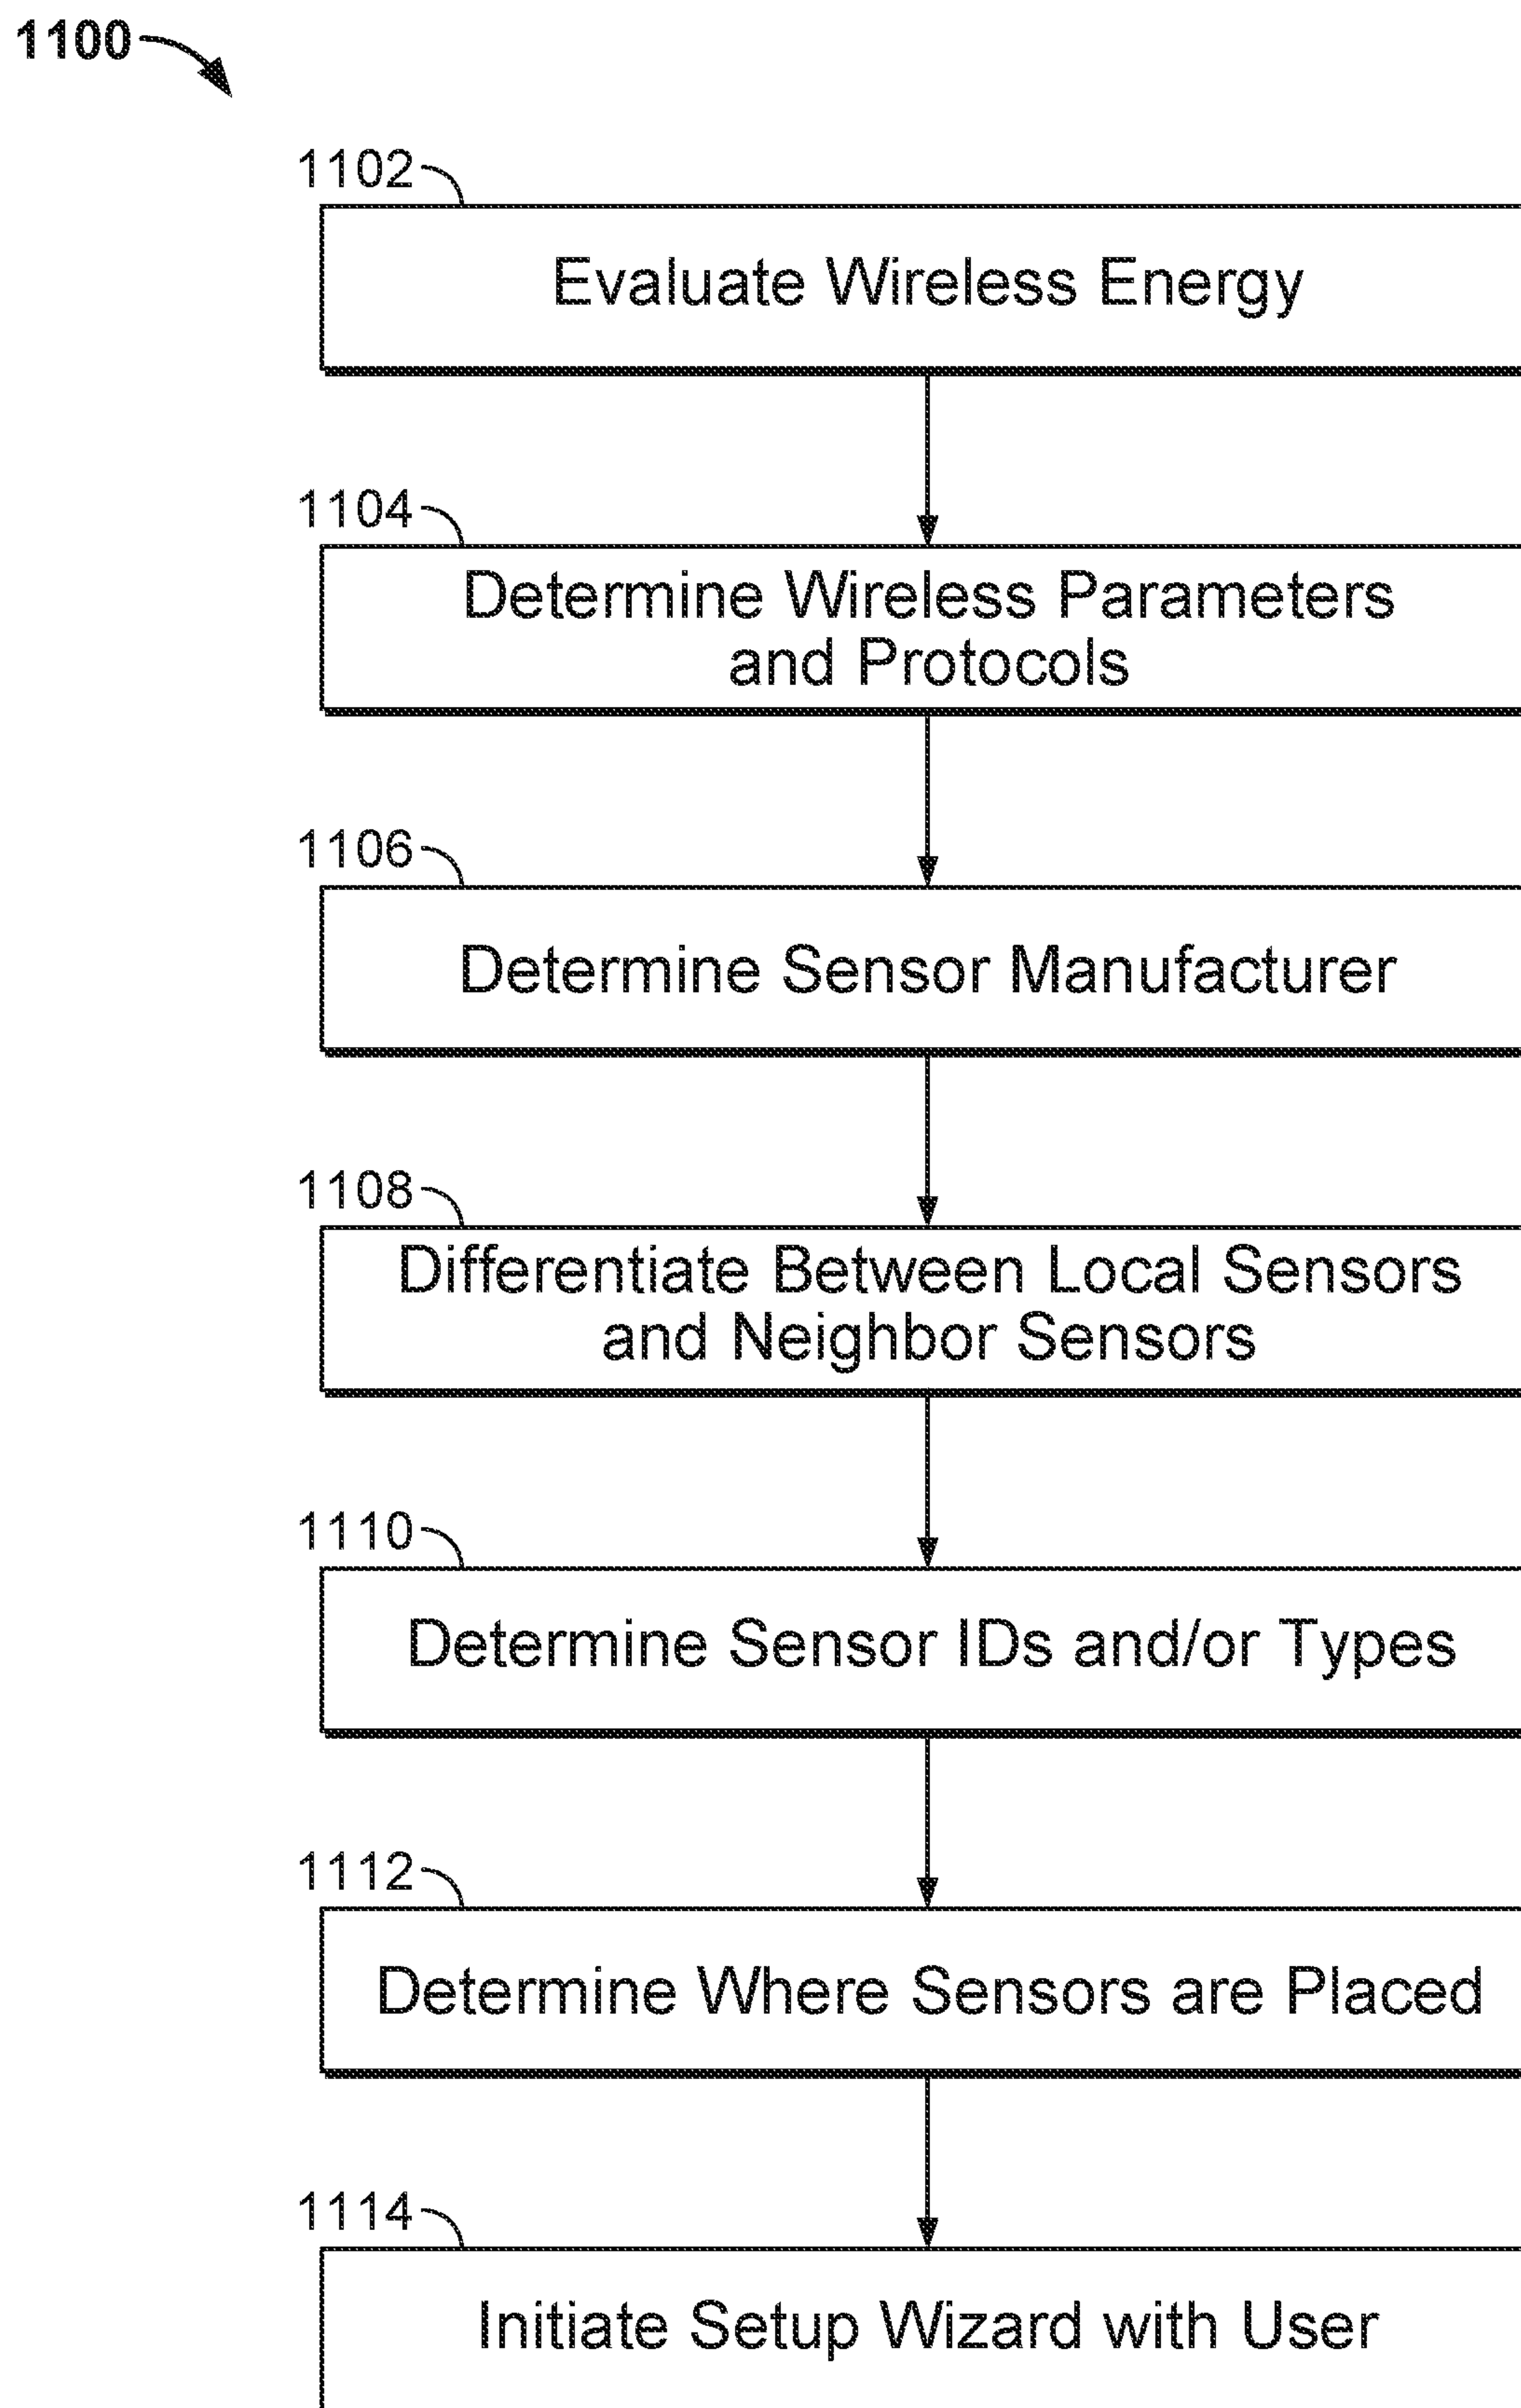 1100
1102
Evaluate Wireless Energy
1104
Determine Wireless Parameters
and Protocols
1106
Determine Sensor Manufacturer
1108
Differentiate Between Local Sensors
and Neighbor Sensors
1110
Determine Sensor IDs and/or Types
1112
Determine Where Sensors are Placed
1114
Initiate Setup Wizard with User